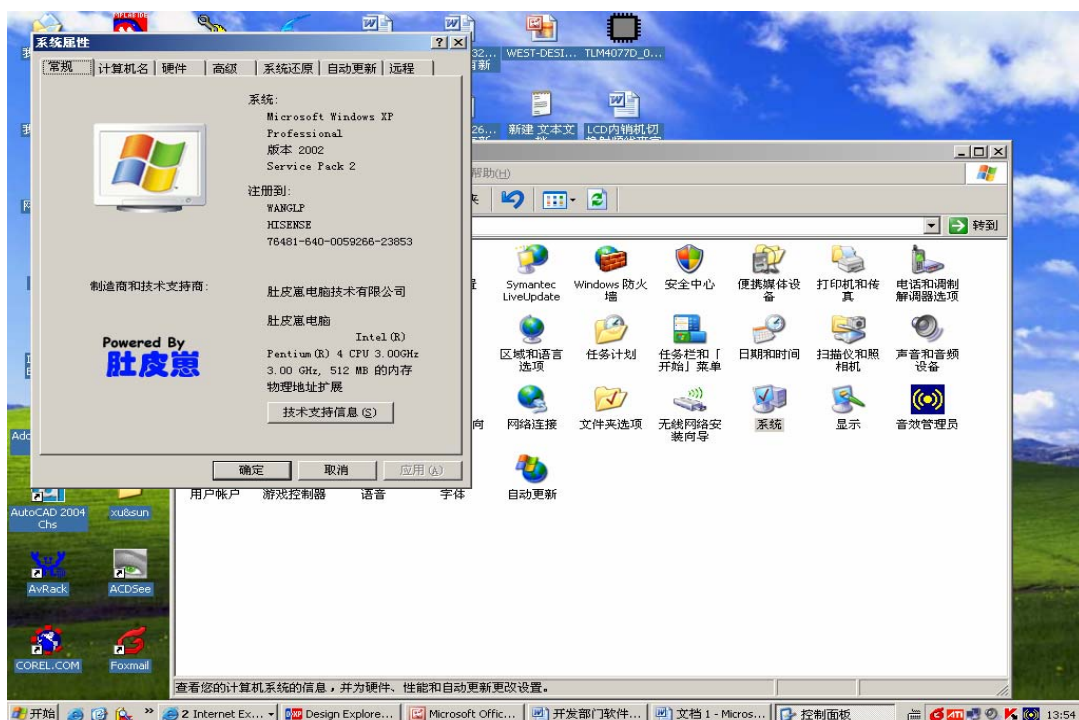 系统属性
常规 计算机名 硬件 高级 系统还原 自动更新 远程
系统:
Microsoft Windows XP
Professional
版本 2002
Service Pack 2
注册到:
WANGLP
HISENSE
76481-640-0059266-23853
制造商和技术支持商:
肚皮崽电脑技术有限公司
肚皮崽电脑
Intel(R)
Pentium(R) 4 CPU 3.00GHz
3.00 GHz, 512 MB 的内存
物理地址扩展
Powered By
肚皮崽
技术支持信息(S)
确定 取消 应用(A)
WEST-DESI... TLM4077D_0...
新建 文本文
LCD内销机切
帮助(H)
转到
Symantec LiveUpdate
Windows 防火墙
安全中心
便携媒体设备
打印机和传真
电话和调制解调器选项
区域和语言选项
任务计划
任务栏和「开始」菜单
日期和时间
扫描仪和照相机
声音和音频设备
网络连接
文件夹选项
无线网络安装向导
系统
显示
音效管理员
用户帐户 游戏控制器 语音 字体 自动更新
AutoCAD 2004 Chs
xu&sun
AvRack
ACDSee
COREL.COM
Foxmail
查看您的计算机系统的信息，并为硬件、性能和自动更新更改设置。
开始 2 Internet Ex... Design Explore... Microsoft Offic... 开发部门软件... 文档 1 - Micros... 控制面板 13:54